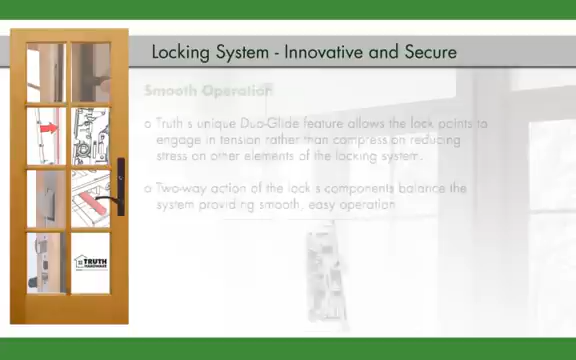 Locking System - Innovative and Secure
Smooth Operation
o Truth s unique Duo-Glide feature allows the lock points to
engage in tension rather than compression reducing
stress on other elements of the locking system.
o Two-way action of the lock s components balance the
system providing smooth, easy operation
TRUTH
HARDWARE